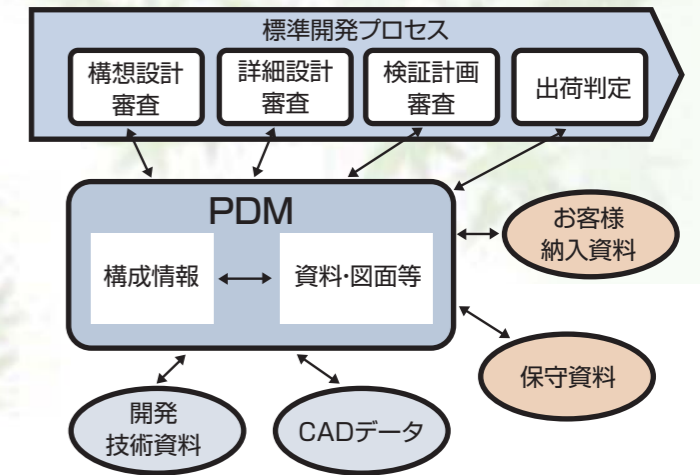 標準開発プロセス
構想設計
審査
詳細設計
審査
検証計画
審査
出荷判定
PDM
構成情報
資料・図面等
お客様
納入資料
保守資料
開発
技術資料
CADデータ